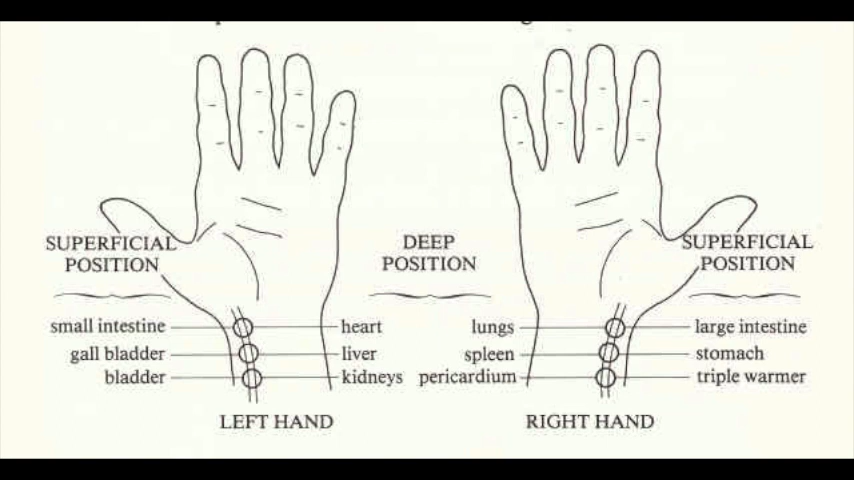 SUPERFICIAL
POSITION
DEEP
POSITION
SUPERFICIAL
POSITION
small intestine heart lungs large intestine
gall bladder liver spleen stomach
bladder kidneys pericardium triple warmer
LEFT HAND RIGHT HAND